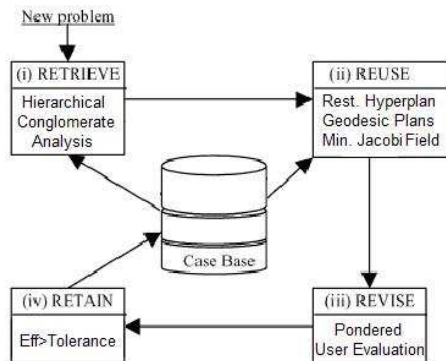 New problem
(i) RETRIEVE
Hierarchical
Conglomerate
Analysis
(ii) REUSE
Rest. Hyperplan
Geodesic Plans
Min. Jacobi Field
Case Base
(iv) RETAIN
Eff>Tolerance
(iii) REVISE
Pondered
User Evaluation